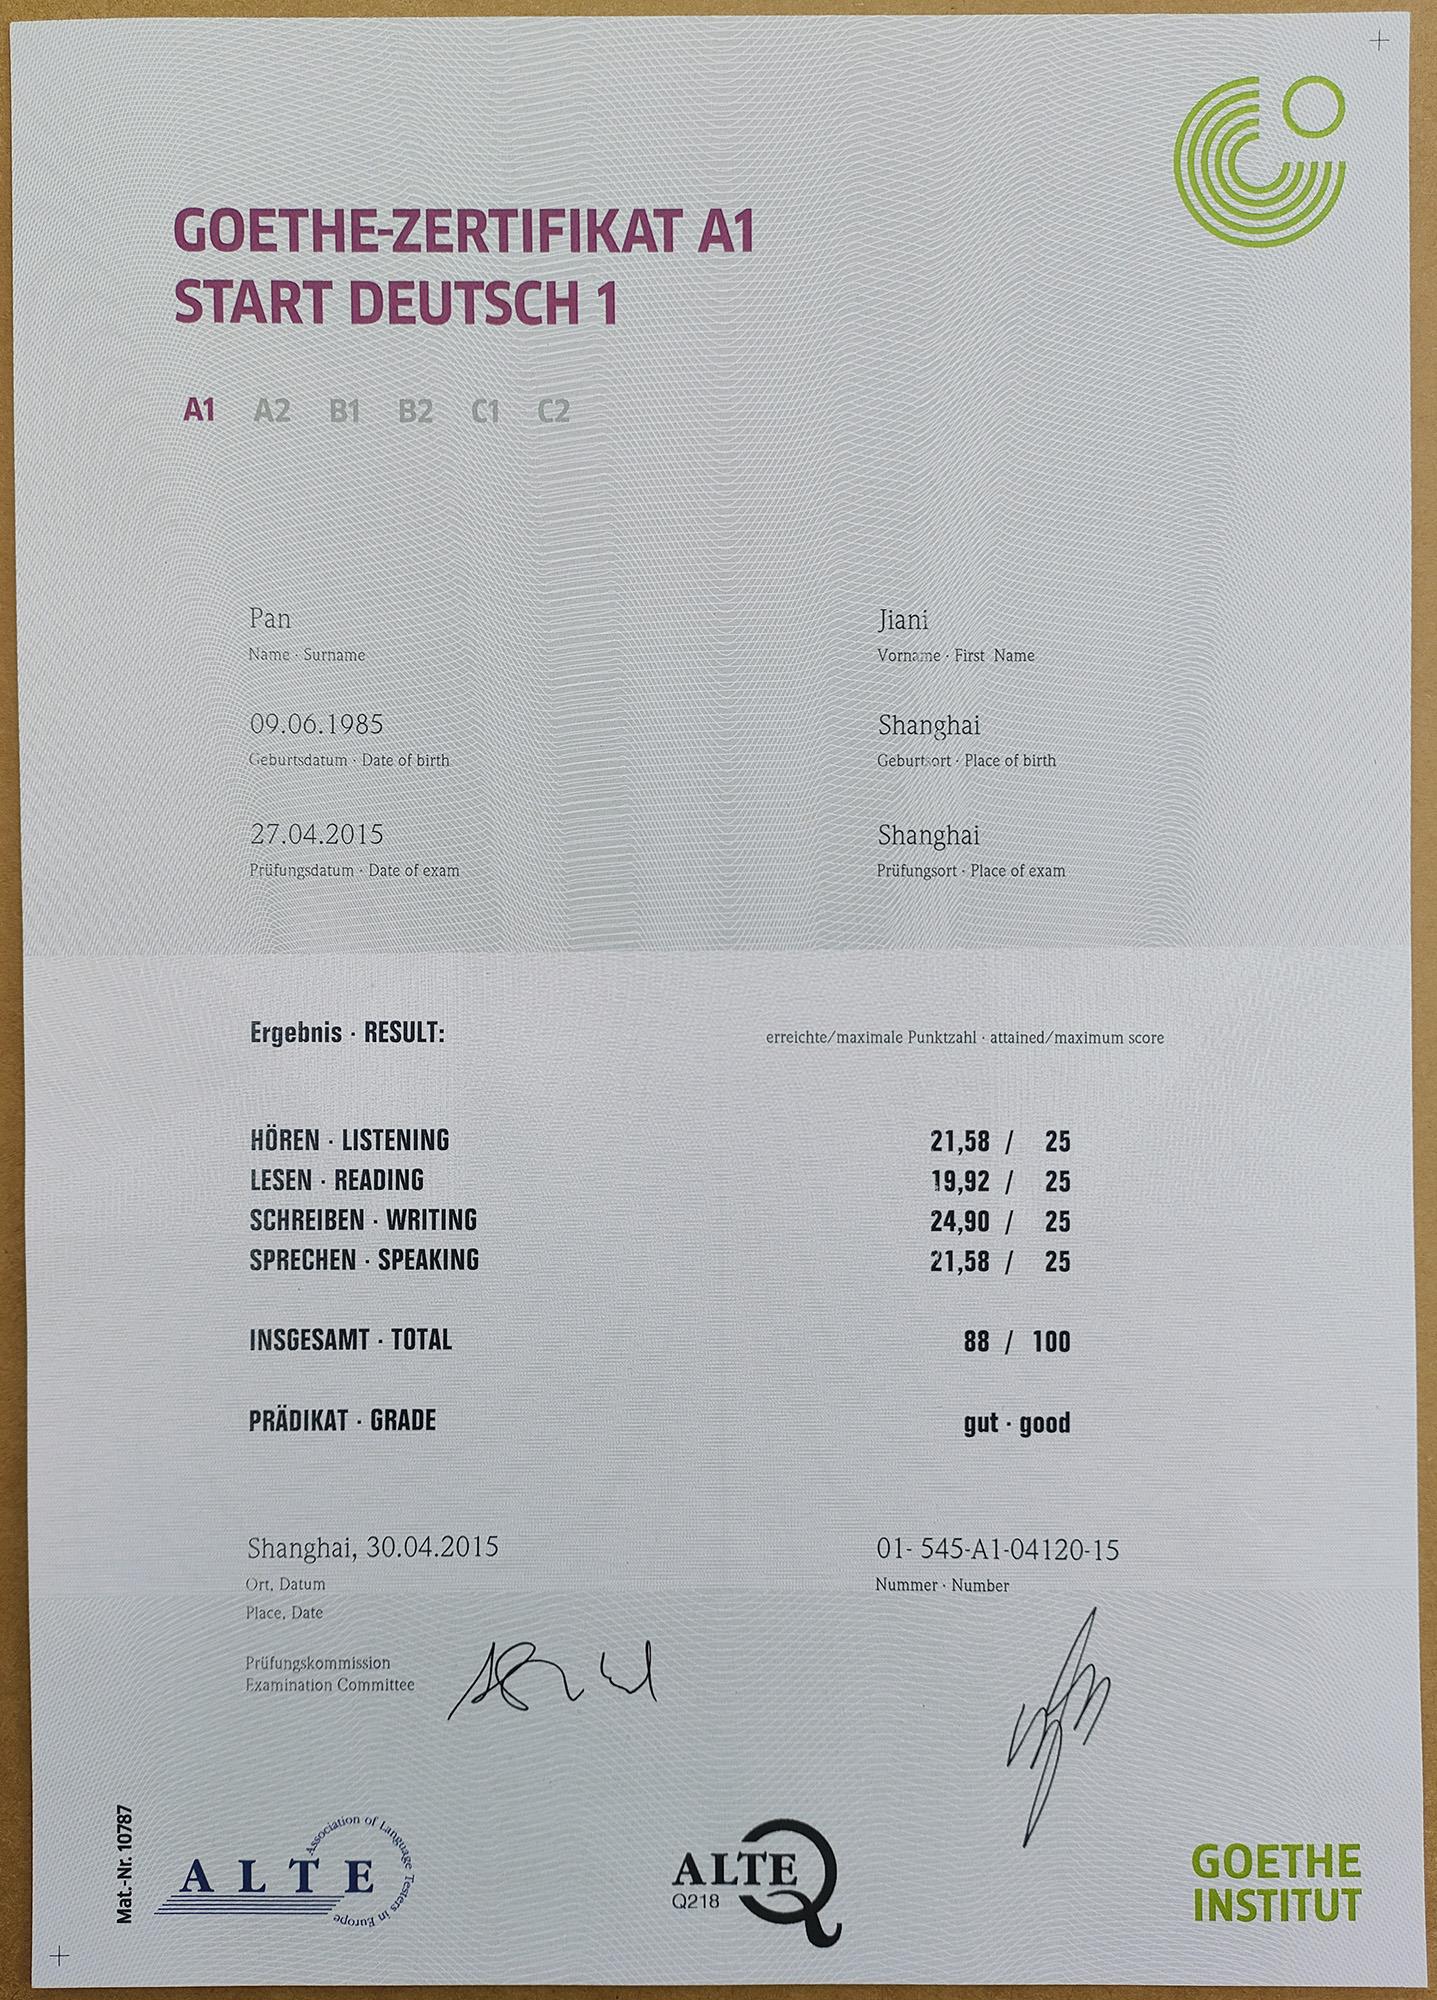 GOETHE-ZERTIFIKAT A1
START DEUTSCH 1
A1 A2 B1 B2 C1 C2
Pan Jiani
Name · Surname Vorname · First Name
09.06.1985 Shanghai
Geburtsdatum · Date of birth Geburtsort · Place of birth
27.04.2015 Shanghai
Prüfungsdatum · Date of exam Prüfungsort · Place of exam
Ergebnis · RESULT: erreichte/maximale Punktzahl · attained/maximum score
HÖREN · LISTENING 21,58 / 25
LESEN · READING 19,92 / 25
SCHREIBEN · WRITING 24,90 / 25
SPRECHEN · SPEAKING 21,58 / 25
INSGESAMT · TOTAL 88 / 100
PRÄDIKAT · GRADE gut · good
Shanghai, 30.04.2015 01- 545-A1-04120-15
Ort, Datum Nummer · Number
Place, Date
Prüfungskommission
Examination Committee
Mat.-Nr. 10787
ALTE
Association of Language Testers in Europe
ALTE
Q218
GOETHE
INSTITUT